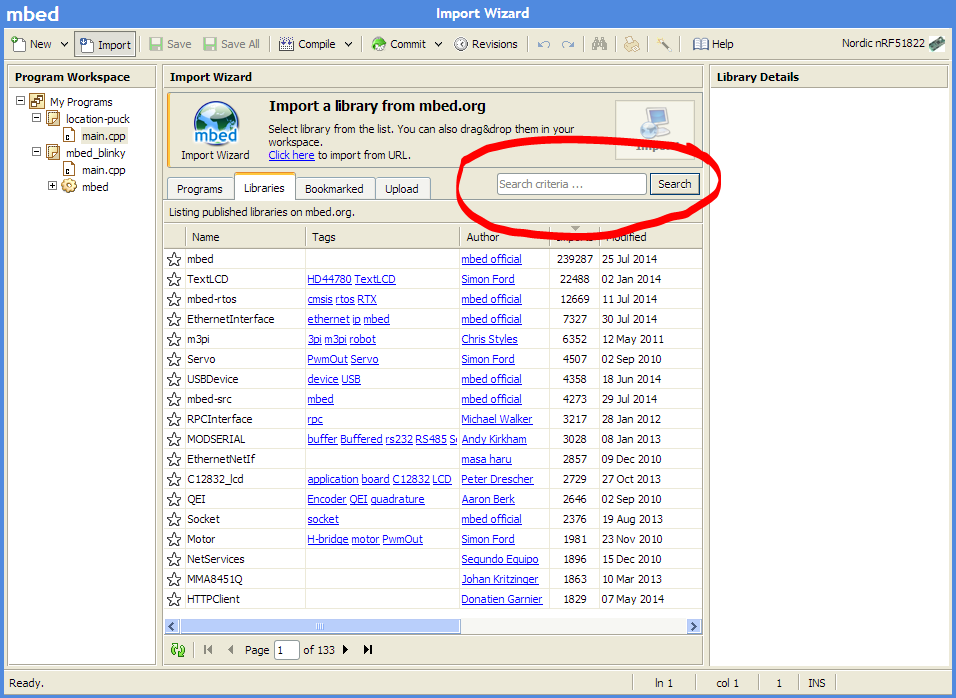 mbed Import Wizard
New Import Save Save All Compile Commit Revisions Help Nordic nRF51822
Program Workspace
My Programs
location-puck
main.cpp
mbed_blinky
main.cpp
mbed
Import Wizard
mbed
Import Wizard
Import a library from mbed.org
Select library from the list. You can also drag&drop them in your
workspace.
Click here to import from URL.
Import!
Programs Libraries Bookmarked Upload Search criteria ... Search
Listing published libraries on mbed.org.
Name Tags Author Imports Modified
mbed mbed official 239287 25 Jul 2014
TextLCD HD44780 TextLCD Simon Ford 22488 02 Jan 2014
mbed-rtos cmsis rtos RTX mbed official 12669 11 Jul 2014
EthernetInterface ethernet ip mbed mbed official 7327 30 Jul 2014
m3pi 3pi m3pi robot Chris Styles 6352 12 May 2011
Servo PwmOut Servo Simon Ford 4507 02 Sep 2010
USBDevice device USB mbed official 4358 18 Jun 2014
mbed-src mbed mbed official 4273 29 Jul 2014
RPCInterface rpc Michael Walker 3217 28 Jan 2012
MODSERIAL buffer Buffered rs232 RS485 Se Andy Kirkham 3028 08 Jan 2013
EthernetNetIf masa haru 2857 09 Dec 2010
C12832_lcd application board C12832 LCD Peter Drescher 2729 27 Oct 2013
QEI Encoder QEI quadrature Aaron Berk 2646 02 Sep 2010
Socket socket mbed official 2376 19 Aug 2013
Motor H-bridge motor PwmOut Simon Ford 1981 23 Nov 2010
NetServices Segundo Equipo 1896 15 Dec 2010
MMA8451Q Johan Kritzinger 1863 10 Mar 2013
HTTPClient Donatien Garnier 1829 07 May 2014
Page 1 of 133
Library Details
Ready. ln 1 col 1 1 INS